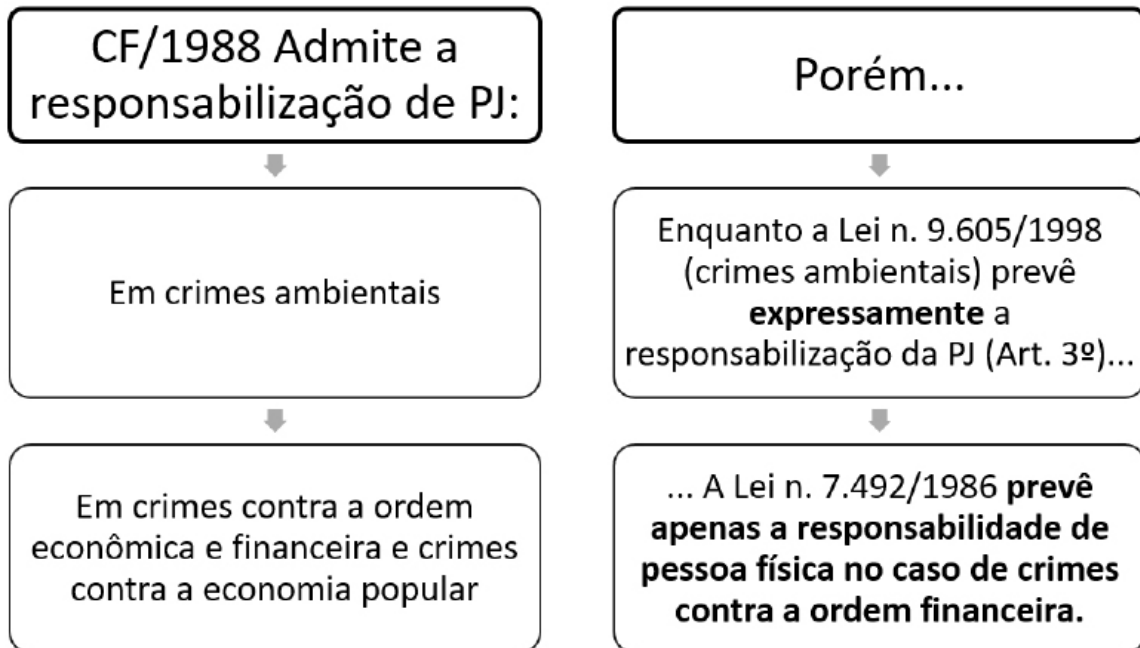 CF/1988 Admite a
responsabilização de PJ:
Em crimes ambientais
Em crimes contra a ordem
econômica e financeira e crimes
contra a economia popular
Porém...
Enquanto a Lei n. 9.605/1998
(crimes ambientais) prevê
expressamente a
responsabilização da PJ (Art. 3º)...
... A Lei n. 7.492/1986 prevê
apenas a responsabilidade de
pessoa física no caso de crimes
contra a ordem financeira.